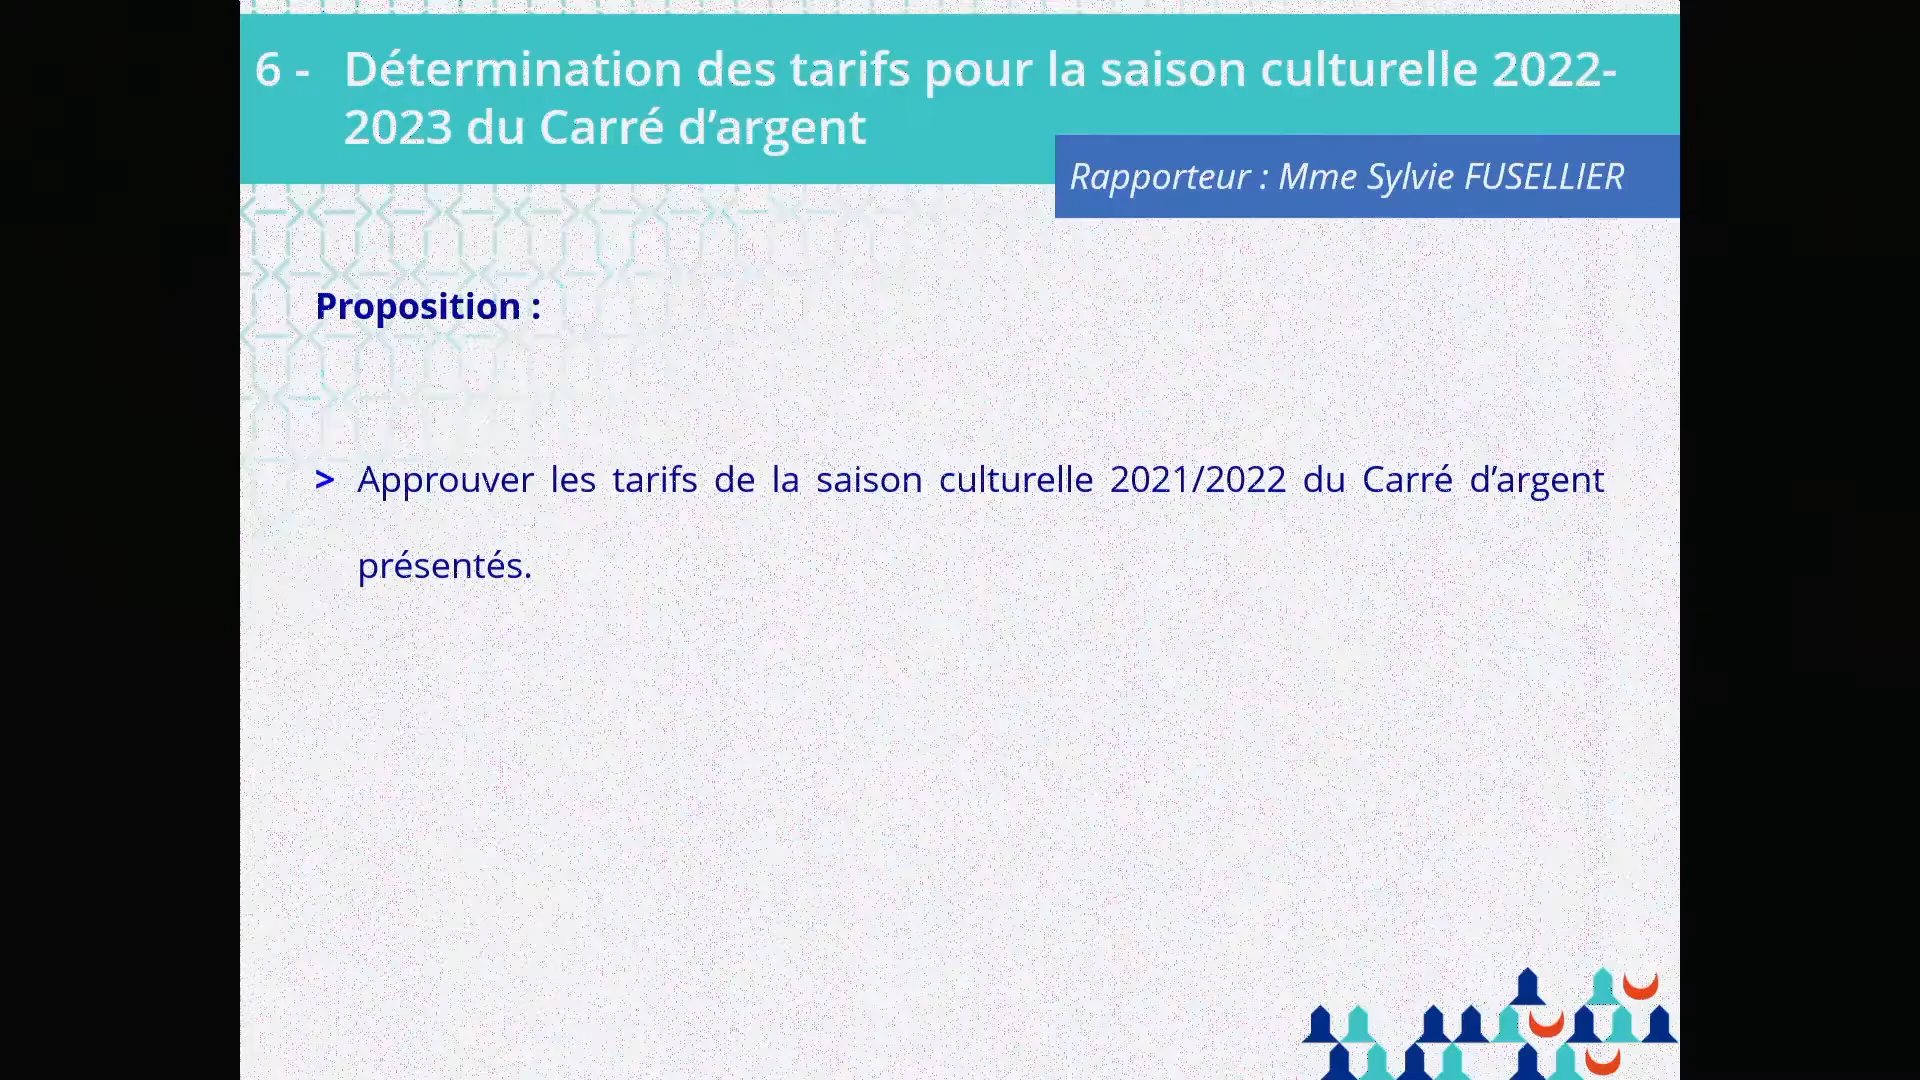 6 - Détermination des tarifs pour la saison culturelle 2022-
2023 du Carré d’argent
Rapporteur : Mme Sylvie FUSELLIER
Proposition :
> Approuver les tarifs de la saison culturelle 2021/2022 du Carré d’argent
présentés.